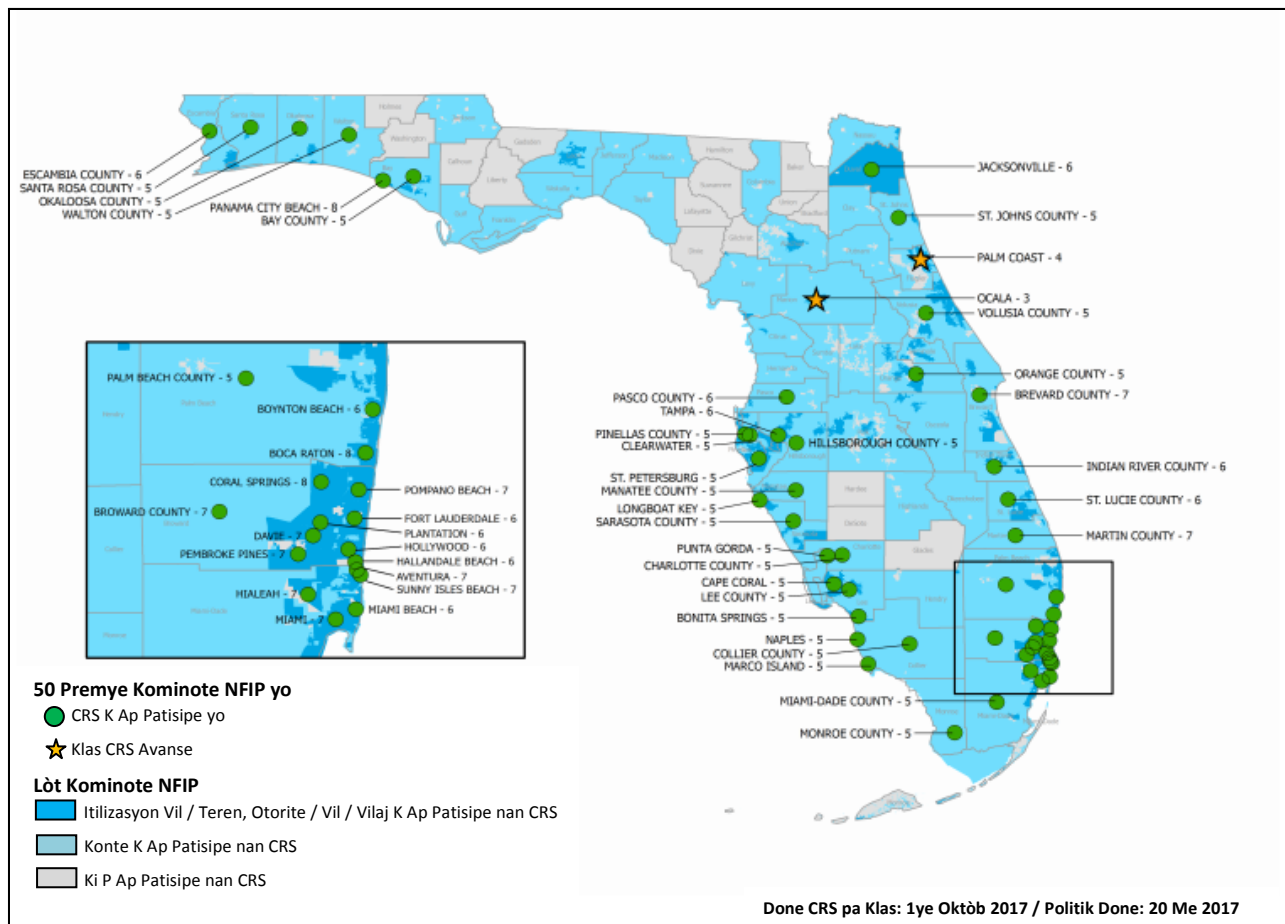 ESCAMBIA COUNTY - 6
SANTA ROSA COUNTY - 5
OKALOOSA COUNTY - 5
WALTON COUNTY - 5
PANAMA CITY BEACH - 8
BAY COUNTY - 5
JACKSONVILLE - 6
ST. JOHNS COUNTY - 5
PALM COAST - 4
OCALA - 3
VOLUSIA COUNTY - 5
ORANGE COUNTY - 5
BREVARD COUNTY - 7
PASCO COUNTY - 6
TAMPA - 6
PINELLAS COUNTY - 5
CLEARWATER - 5
HILLSBOROUGH COUNTY - 5
ST. PETERSBURG - 5
MANATEE COUNTY - 5
LONGBOAT KEY - 5
SARASOTA COUNTY - 5
INDIAN RIVER COUNTY - 6
ST. LUCIE COUNTY - 6
MARTIN COUNTY - 7
PUNTA GORDA - 5
CHARLOTTE COUNTY - 5
CAPE CORAL - 5
LEE COUNTY - 5
BONITA SPRINGS - 5
NAPLES - 5
COLLIER COUNTY - 5
MARCO ISLAND - 5
MIAMI-DADE COUNTY - 5
MONROE COUNTY - 5
PALM BEACH COUNTY - 5
BOYNTON BEACH - 6
BOCA RATON - 8
CORAL SPRINGS - 8
POMPANO BEACH - 7
BROWARD COUNTY - 7
FORT LAUDERDALE - 6
PLANTATION - 6
DAVIE - 7
HOLLYWOOD - 6
PEMBROKE PINES - 7
HALLANDALE BEACH - 6
AVENTURA - 7
SUNNY ISLES BEACH - 7
HIALEAH - 7
MIAMI BEACH - 6
MIAMI - 7
50 Premye Kominote NFIP yo
CRS K Ap Patisipe yo
Klas CRS Avanse
Lòt Kominote NFIP
Itilizasyon Vil / Teren, Otorite / Vil / Vilaj K Ap Patisipe nan CRS
Konte K Ap Patisipe nan CRS
Ki P Ap Patisipe nan CRS
Done CRS pa Klas: 1ye Oktòb 2017 / Politik Done: 20 Me 2017